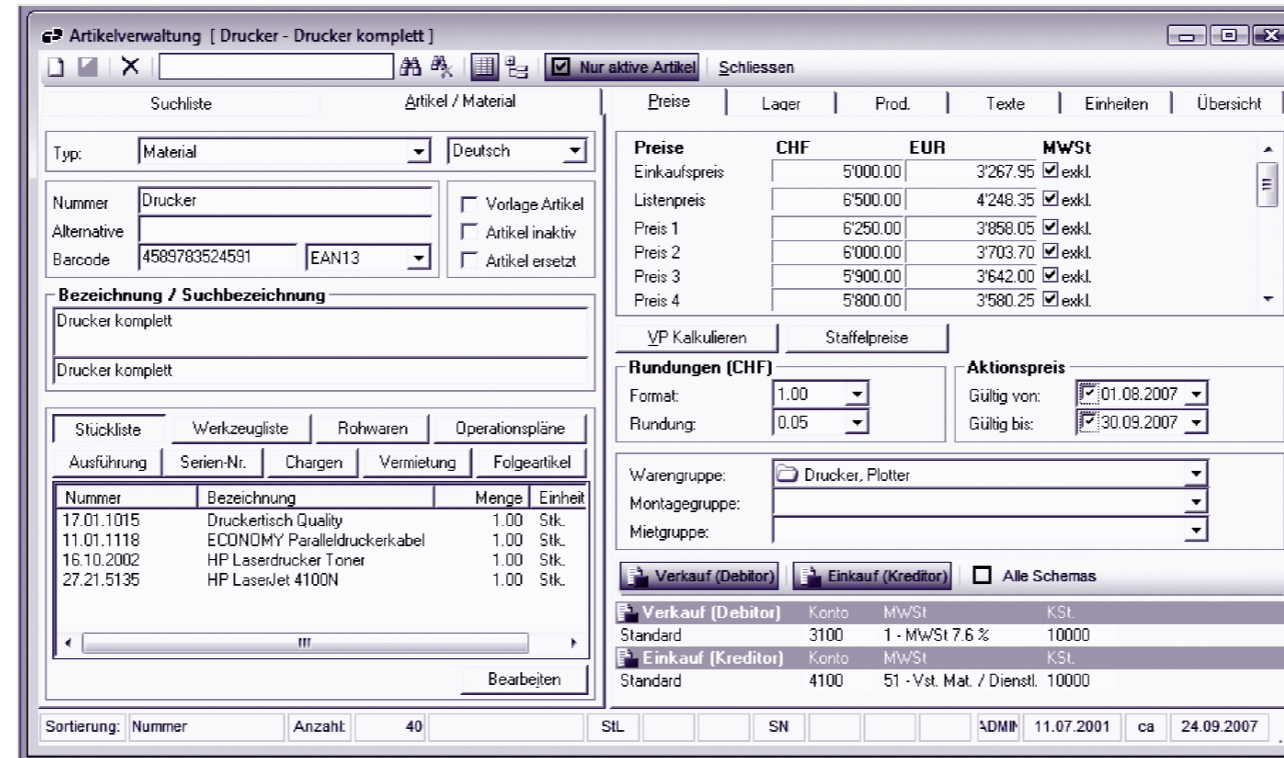 Artikelverwaltung [ Drucker - Drucker komplett ]
Nur aktive Artikel Schliessen
Suchliste Artikel / Material
Typ: Material Deutsch
Nummer Drucker
Alternative
Barcode 4589783524591 EAN13
Vorlage Artikel
Artikel inaktiv
Artikel ersetzt
Bezeichnung / Suchbezeichnung
Drucker komplett
Drucker komplett
Stückliste Werkzeugliste Rohwaren Operationspläne
Ausführung Serien-Nr. Chargen Vermietung Folgeartikel
Nummer Bezeichnung Menge Einheit
17.01.1015 Druckertisch Quality 1.00 Stk.
11.01.1118 ECONOMY Paralleldruckerkabel 1.00 Stk.
16.10.2002 HP Laserdrucker Toner 1.00 Stk.
27.21.5135 HP LaserJet 4100N 1.00 Stk.
Bearbeiten
Preise Lager Prod. Texte Einheiten Übersicht
Preise CHF EUR MWSt
Einkaufspreis 5'000.00 3'267.95 exkl.
Listenpreis 6'500.00 4'248.35 exkl.
Preis 1 6'250.00 3'858.05 exkl.
Preis 2 6'000.00 3'703.70 exkl.
Preis 3 5'900.00 3'642.00 exkl.
Preis 4 5'800.00 3'580.25 exkl.
VP Kalkulieren Staffelpreise
Rundungen (CHF)
Format: 1.00
Rundung: 0.05
Aktionspreis
Gültig von: 01.08.2007
Gültig bis: 30.09.2007
Warengruppe: Drucker, Plotter
Montagegruppe:
Mietgruppe:
Verkauf (Debitor) Einkauf (Kreditor) Alle Schemas
Verkauf (Debitor) Konto MWSt KSt.
Standard 3100 1 - MWSt 7.6 % 10000
Einkauf (Kreditor) Konto MWSt KSt.
Standard 4100 51 - Vst. Mat. / Dienstl. 10000
Sortierung: Nummer Anzahl: 40 StL SN ADMIN 11.07.2001 ca 24.09.2007